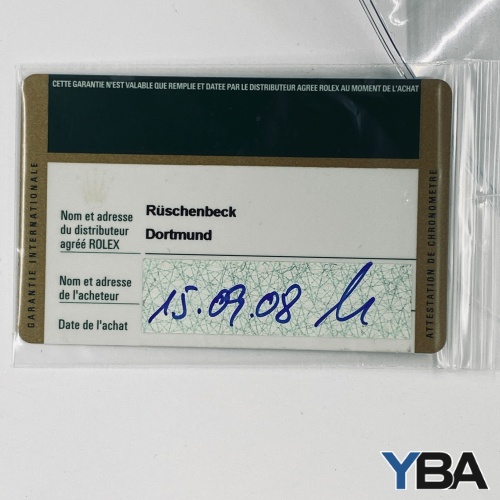 CETTE GARANTIE N'EST VALABLE QUE REMPLIE ET DATEE PAR LE DISTRIBUTEUR AGREE ROLEX AU MOMENT DE L'ACHAT
GARANTIE INTERNATIONALE
Nom et adresse
du distributeur
agréé ROLEX
Rüschenbeck
Dortmund
Nom et adresse
de l'acheteur
Date de l'achat
15.09.08
ATTESTATION DE CHRONOMETRE
YBA